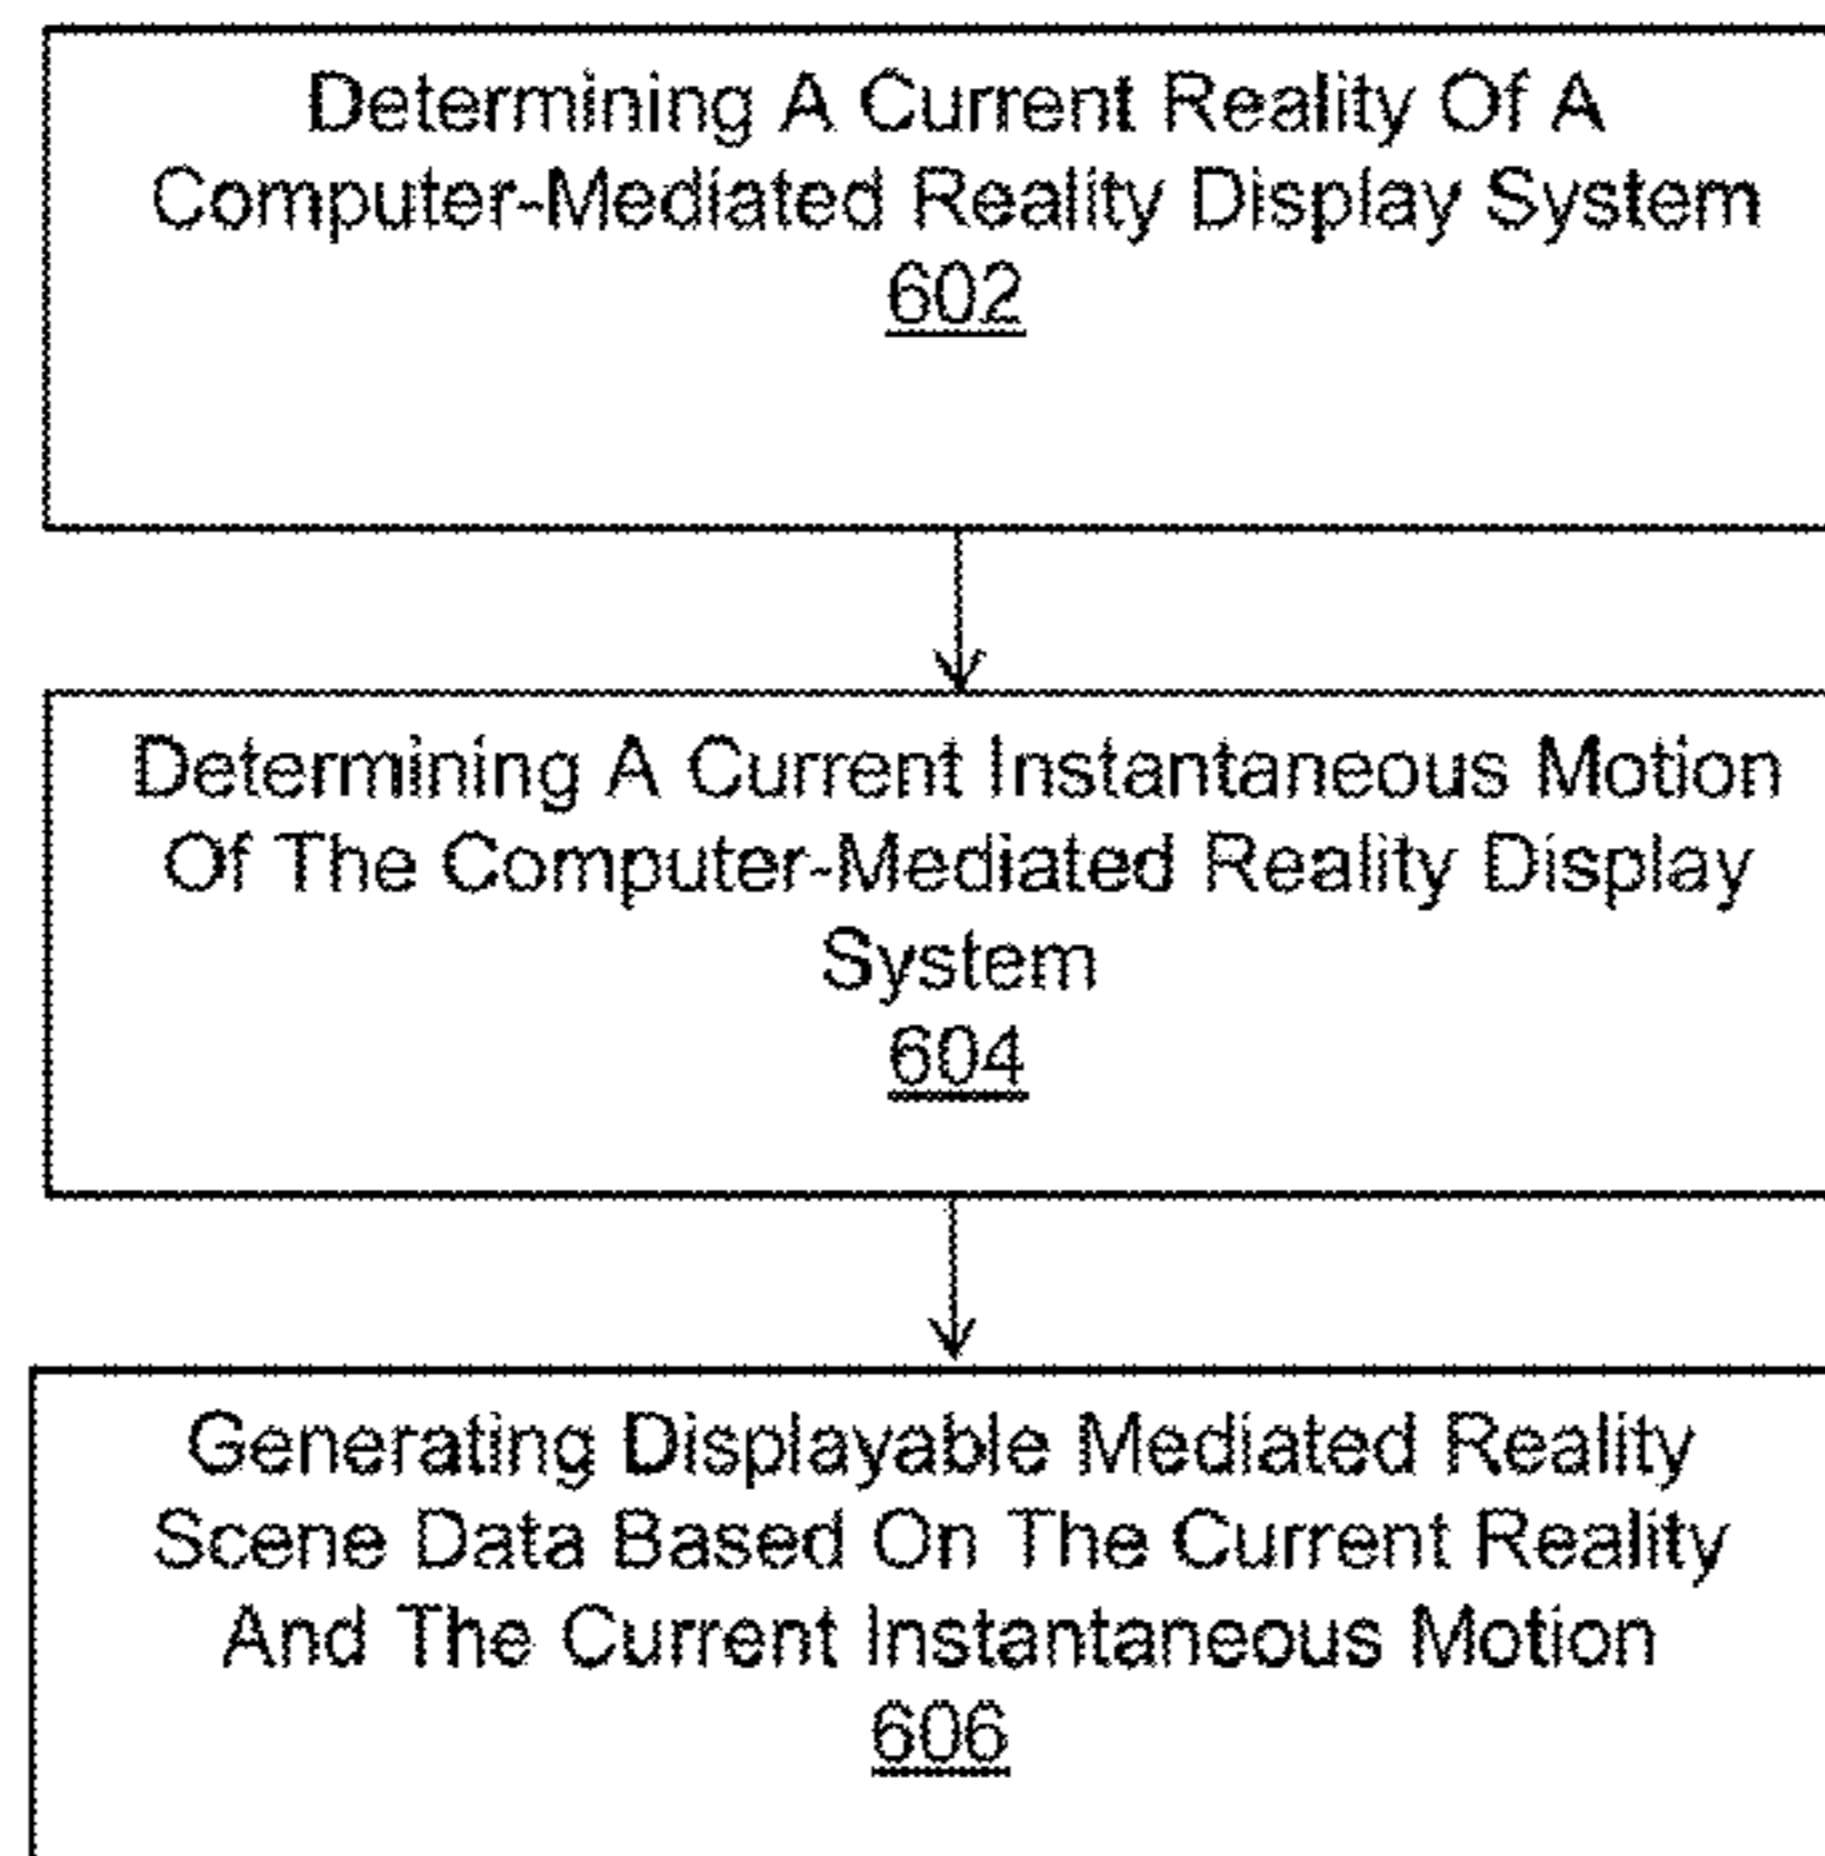 Determining A Current Reality Of A
Computer-Mediated Reality Display System
602
Determining A Current Instantaneous Motion
Of The Computer-Mediated Reality Display
System
604
Generating Displayable Mediated Reality
Scene Data Based On The Current Reality
And The Current Instantaneous Motion
606